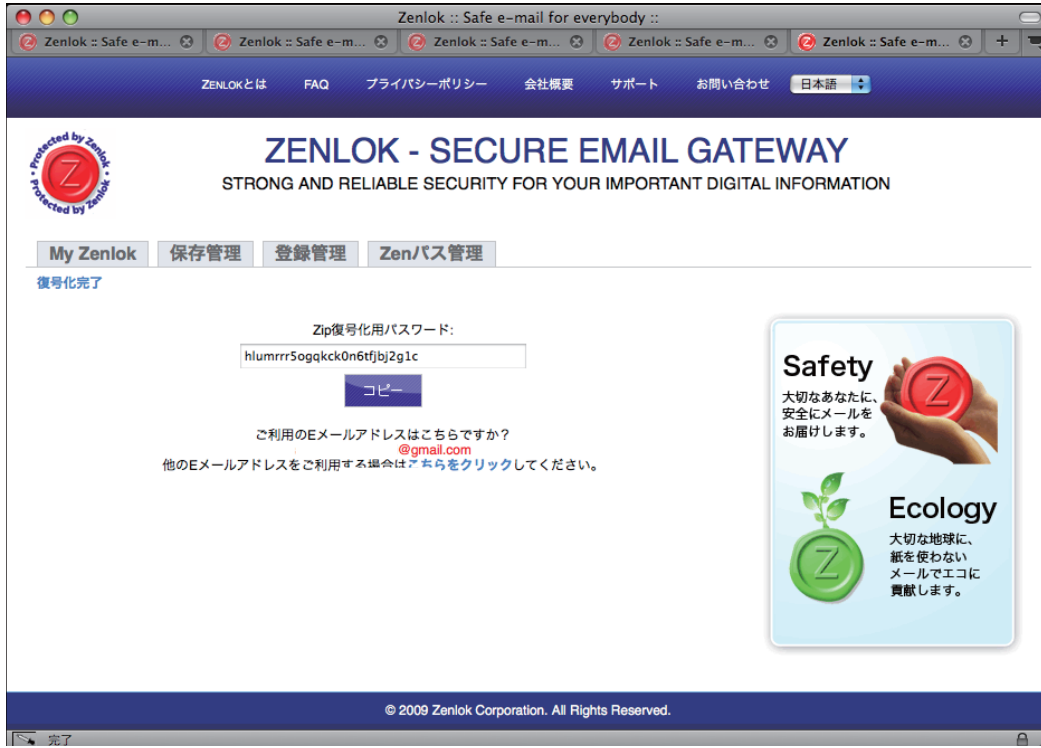 Zenlok :: Safe e-mail for everybody ::
Zenlok :: Safe e-m... Zenlok :: Safe e-m... Zenlok :: Safe e-m... Zenlok :: Safe e-m... Zenlok :: Safe e-m...
ZENLOKとは FAQ プライバシーポリシー 会社概要 サポート お問い合わせ 日本語
Protected by Zenlok · Protected by Zenlok ·
Z
ZENLOK - SECURE EMAIL GATEWAY
STRONG AND RELIABLE SECURITY FOR YOUR IMPORTANT DIGITAL INFORMATION
My Zenlok 保存管理 登録管理 Zenパス管理
復号化完了
Zip復号化用パスワード:
hlumrrr5ogqkck0n6tfjbj2g1c
コピー
ご利用のEメールアドレスはこちらですか？
@gmail.com
他のEメールアドレスをご利用する場合はこちらをクリックしてください。
Safety
大切なあなたに、
安全にメールを
お届けします。
Z
Ecology
大切な地球に、
紙を使わない
メールでエコに
貢献します。
Z
© 2009 Zenlok Corporation. All Rights Reserved.
完了